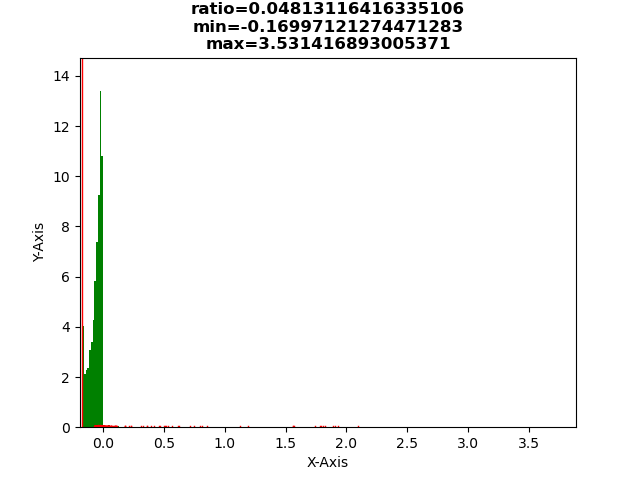 ratio=0.04813116416335106
min=-0.16997121274471283
max=3.531416893005371
14
12
10
8
6
4
2
0
Y-Axis
0.0 0.5 1.0 1.5 2.0 2.5 3.0 3.5
X-Axis